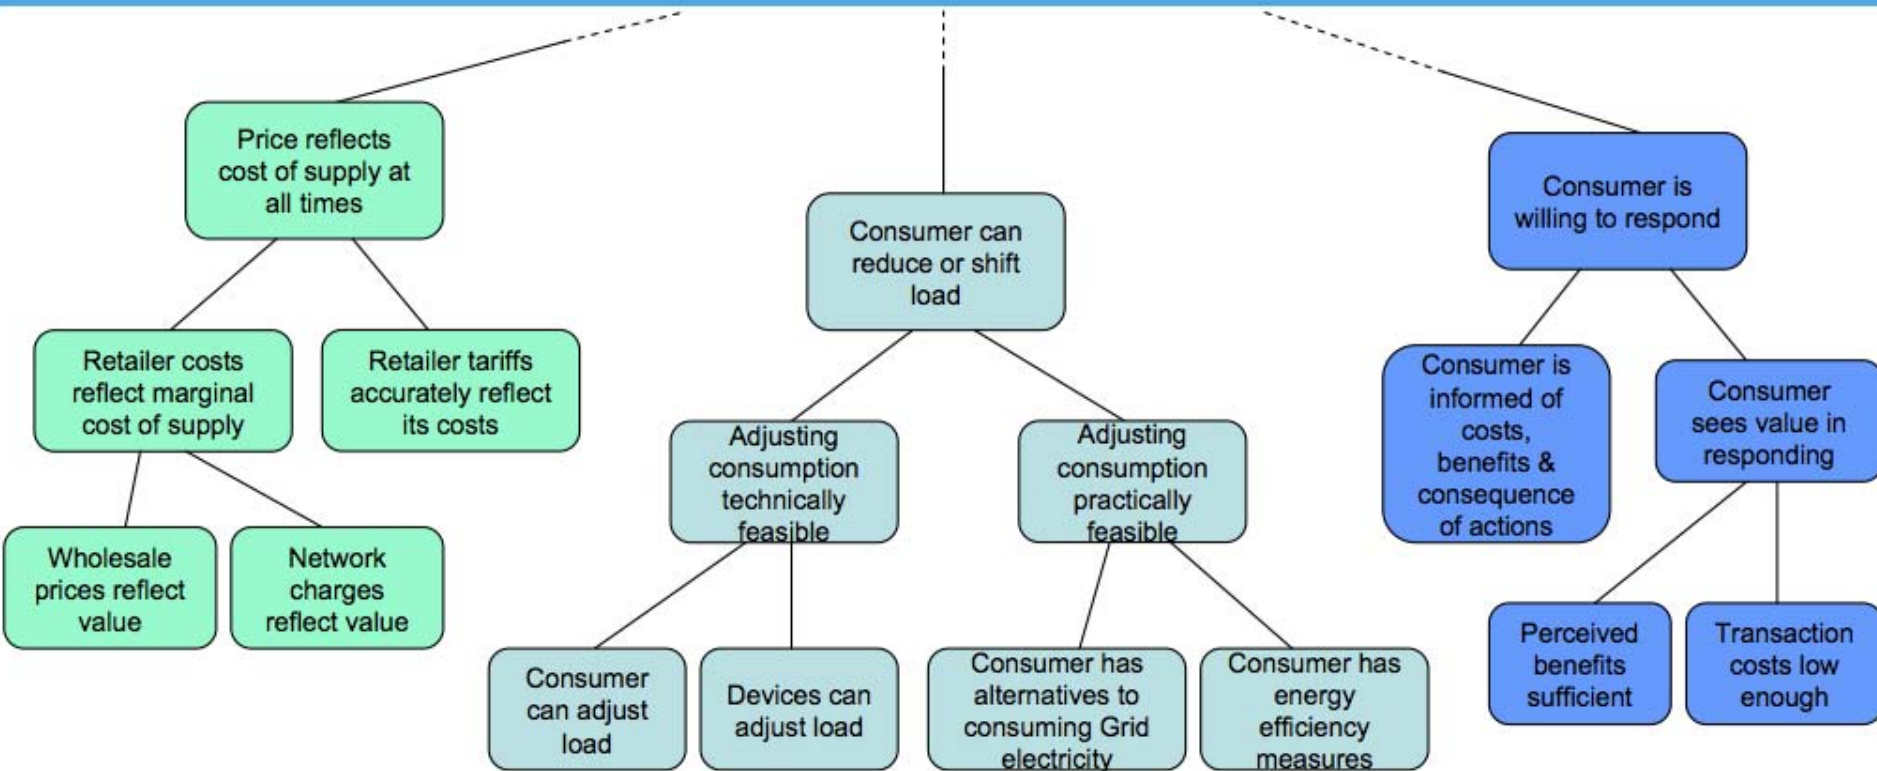 Price reflects
cost of supply at
all times
Consumer can
reduce or shift
load
Consumer is
willing to respond
Retailer costs
reflect marginal
cost of supply
Retailer tariffs
accurately reflect
its costs
Adjusting
consumption
technically
feasible
Adjusting
consumption
practically
feasible
Consumer is
informed of
costs,
benefits &
consequence
of actions
Consumer
sees value in
responding
Wholesale
prices reflect
value
Network
charges
reflect value
Consumer
can adjust
load
Devices can
adjust load
Consumer has
alternatives to
consuming Grid
electricity
Consumer has
energy
efficiency
measures
Perceived
benefits
sufficient
Transaction
costs low
enough